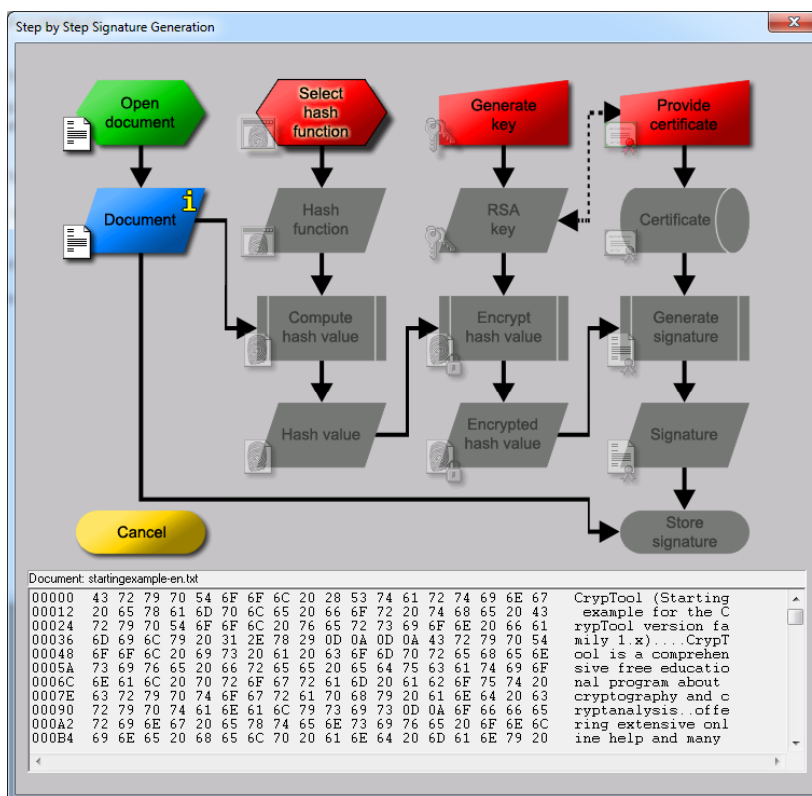 Step by Step Signature Generation
Open
document
Select
hash
function
Generate
key
Provide
certificate
Document
i
Hash
function
RSA
key
Certificate
Compute
hash value
Encrypt
hash value
Generate
signature
Hash value
Encrypted
hash value
Signature
Cancel
Store
signature
Document: startingexample-en.txt
00000 43 72 79 70 54 6F 6F 6C 20 28 53 74 61 72 74 69 6E 67 CrypTool (Starting
00012 20 65 78 61 6D 70 6C 65 20 66 6F 72 20 74 68 65 20 43 example for the C
00024 72 79 70 54 6F 6F 6C 20 76 65 72 73 69 6F 6E 20 66 61 rypTool version fa
00036 6D 69 6C 79 20 31 2E 78 29 0D 0A 0D 0A 43 72 79 70 54 mily 1.x)....CrypT
00048 6F 6F 6C 20 69 73 20 61 20 63 6F 6D 70 72 65 68 65 6E ool is a comprehen
0005A 73 69 76 65 20 66 72 65 65 20 65 64 75 63 61 74 69 6F sive free educatio
0006C 6E 61 6C 20 70 72 6F 67 72 61 6D 20 61 62 6F 75 74 20 nal program about
0007E 63 72 79 70 74 6F 67 72 61 70 68 79 20 61 6E 64 20 63 cryptography and c
00090 72 79 70 74 61 6E 61 6C 79 73 69 73 0D 0A 6F 66 66 65 ryptanalysis..offe
000A2 72 69 6E 67 20 65 78 74 65 6E 73 69 76 65 20 6F 6E 6C ring extensive onl
000B4 69 6E 65 20 68 65 6C 70 20 61 6E 64 20 6D 61 6E 79 20 ine help and many